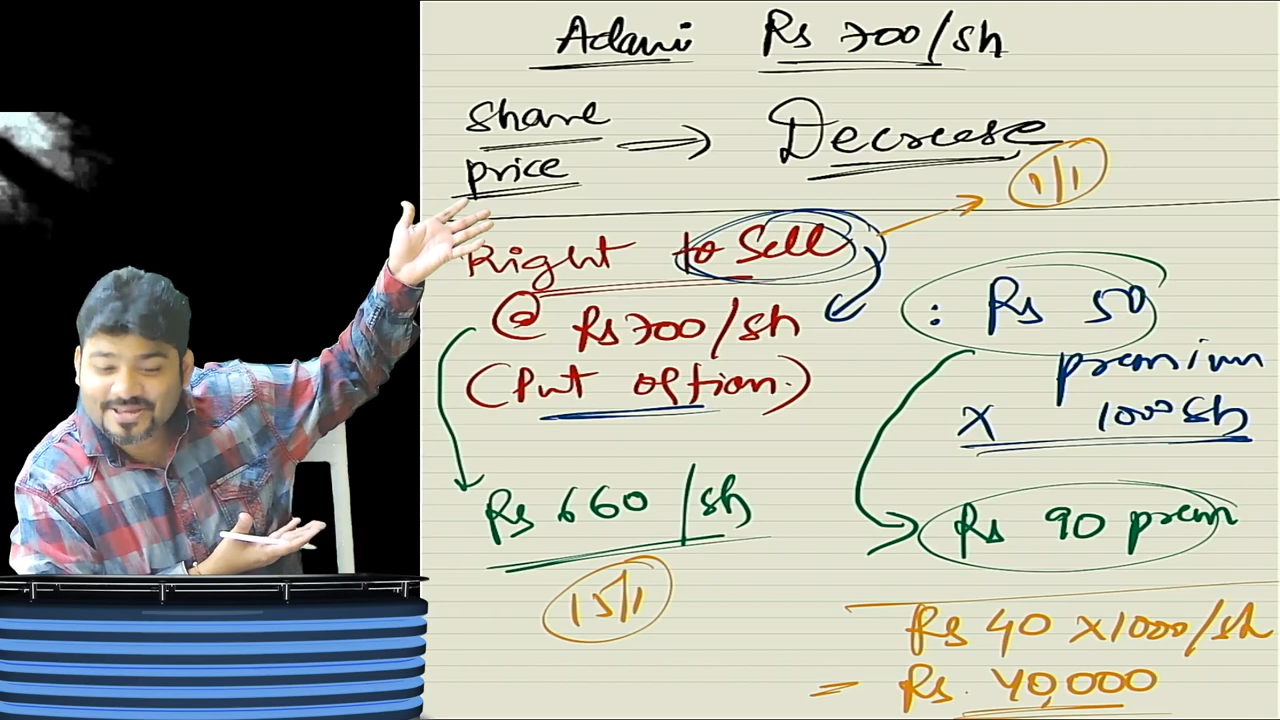 Adani Rs 700/sh
Share
price ⇒ Decrease
1/1
Right to Sell
@ Rs 700/sh
(Put option.)
: Rs 50
premium
x 1000 sh
Rs 660/sh
15/1
Rs 90 prem
Rs 40 x1000/sh
= Rs. 40,000